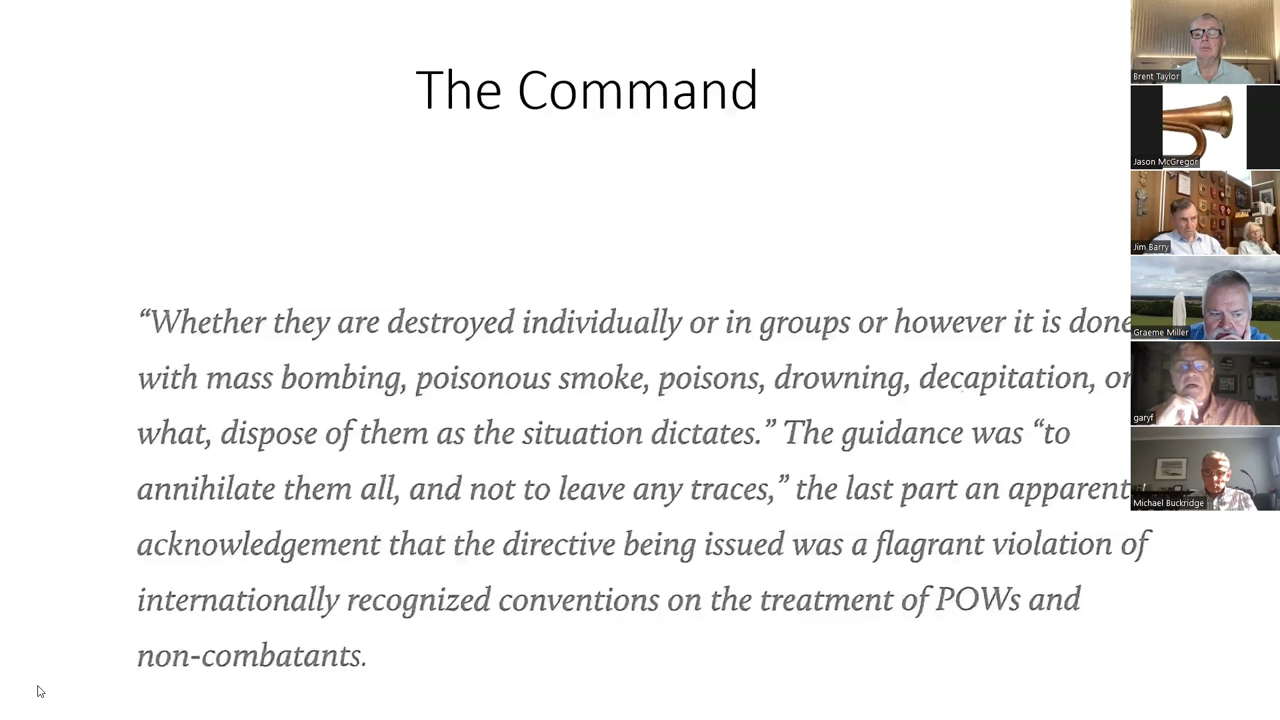 The Command
“Whether they are destroyed individually or in groups or however it is done
with mass bombing, poisonous smoke, poisons, drowning, decapitation, or
what, dispose of them as the situation dictates.” The guidance was “to
annihilate them all, and not to leave any traces,” the last part an apparent
acknowledgement that the directive being issued was a flagrant violation of
internationally recognized conventions on the treatment of POWs and
non-combatants.
Brent Taylor
Jason McGregor
Jim Barry
Graeme Miller
garyf
Michael Buckridge